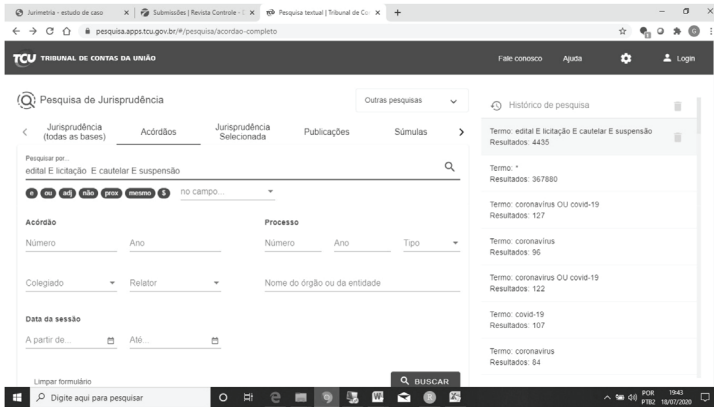 Jurimetria - estudo de caso
Submissões | Revista Controle - D
Pesquisa textual | Tribunal de Con
pesquisa.apps.tcu.gov.br/#/pesquisa/acordao-completo
TCU TRIBUNAL DE CONTAS DA UNIÃO
Fale conosco Ajuda Login
Pesquisa de Jurisprudência
Outras pesquisas
Jurisprudência (todas as bases)
Acórdãos
Jurisprudência Selecionada
Publicações
Súmulas
Pesquisar por...
edital E licitação E cautelar E suspensão
e ou adj não prox mesmo $ no campo...
Acórdão
Número Ano
Processo
Número Ano Tipo
Colegiado Relator
Nome do órgão ou da entidade
Data da sessão
A partir de... Até...
Limpar formulário
BUSCAR
Histórico de pesquisa
Termo: edital E licitação E cautelar E suspensão
Resultados: 4435
Termo: *
Resultados: 367880
Termo: coronavírus OU covid-19
Resultados: 127
Termo: coronavirus
Resultados: 96
Termo: coronavirus OU covid-19
Resultados: 122
Termo: covid-19
Resultados: 107
Termo: coronavirus
Resultados: 84
Digite aqui para pesquisar
POR 19:43
PTB2 18/07/2020